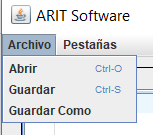 ARIT Software
Archivo Pestañas
Abrir Ctrl-O
Guardar Ctrl-S
Guardar Como